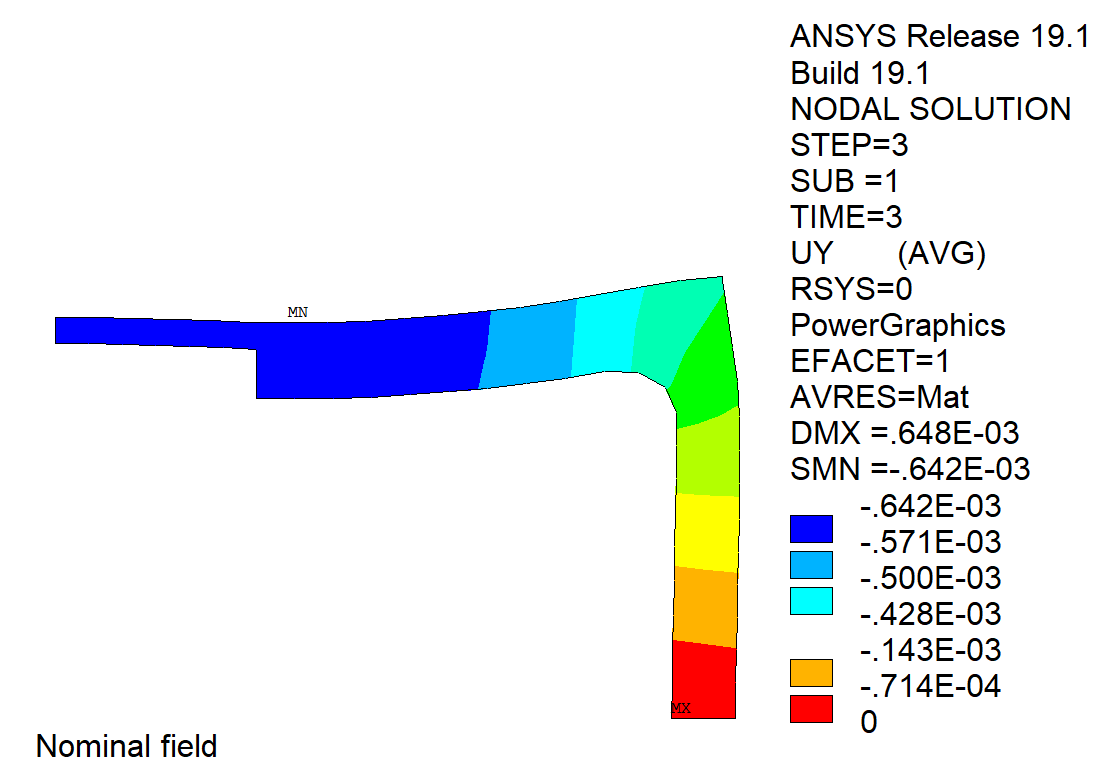 ANSYS Release 19.1
Build 19.1
NODAL SOLUTION
STEP=3
SUB =1
TIME=3
UY (AVG)
RSYS=0
PowerGraphics
EFACET=1
AVRES=Mat
DMX =.648E-03
SMN =-.642E-03
-.642E-03
-.571E-03
-.500E-03
-.428E-03
-.143E-03
-.714E-04
0
MN
MX
Nominal field